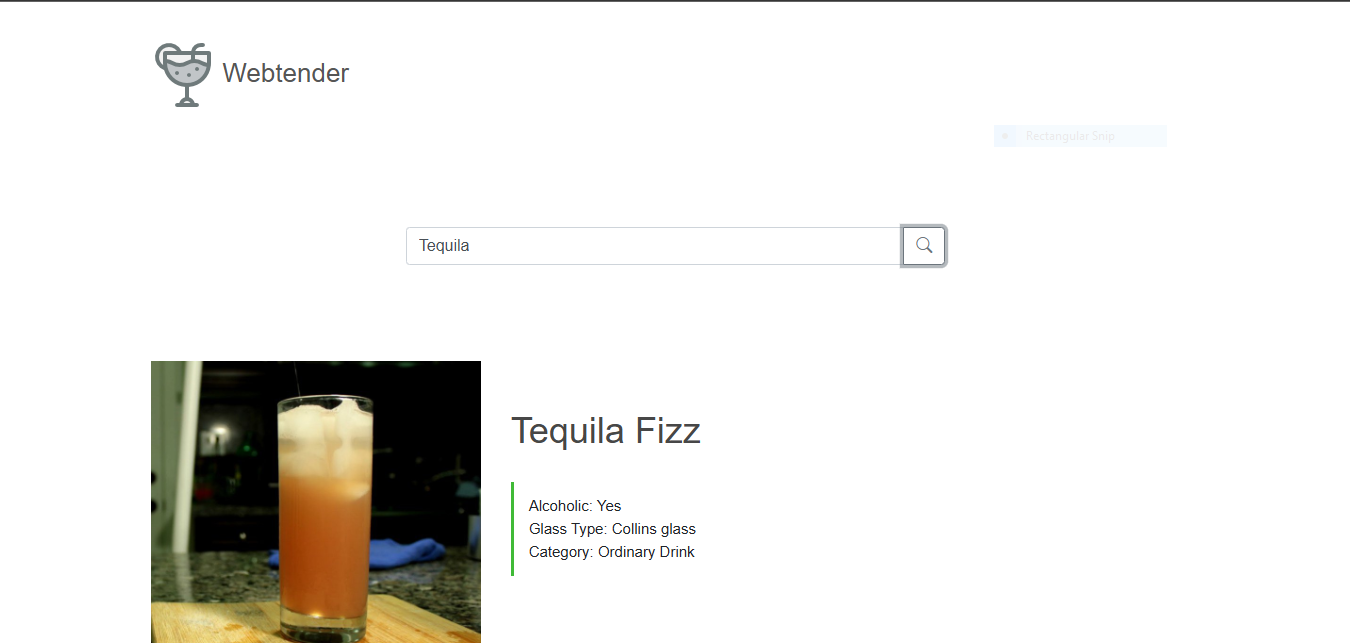 Webtender
Rectangular Snip
Tequila
Tequila Fizz
Alcoholic: Yes
Glass Type: Collins glass
Category: Ordinary Drink